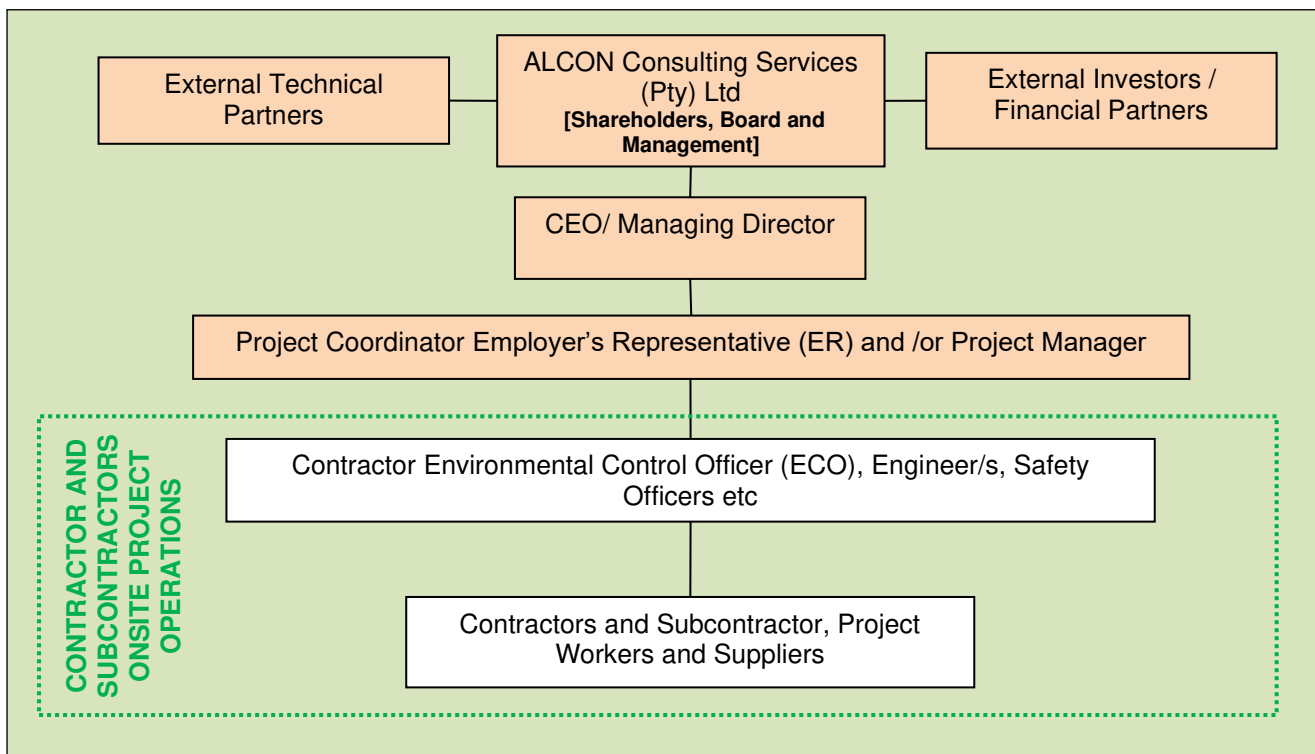 External Technical
Partners
ALCON Consulting Services
(Pty) Ltd
[Shareholders, Board and
Management]
External Investors /
Financial Partners
CEO/ Managing Director
Project Coordinator Employer’s Representative (ER) and /or Project Manager
CONTRACTOR AND
SUBCONTRACTORS
ONSITE PROJECT
OPERATIONS
Contractor Environmental Control Officer (ECO), Engineer/s, Safety
Officers etc
Contractors and Subcontractor, Project
Workers and Suppliers